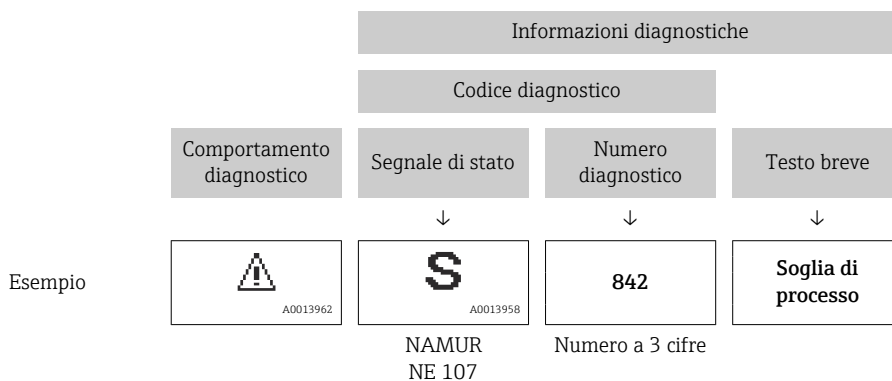 Informazioni diagnostiche
Codice diagnostico
Comportamento
diagnostico
Segnale di stato
Numero
diagnostico
Testo breve
↓
↓
↓
Esempio
A0013962
S
A0013958
842
Soglia di
processo
NAMUR
NE 107
Numero a 3 cifre